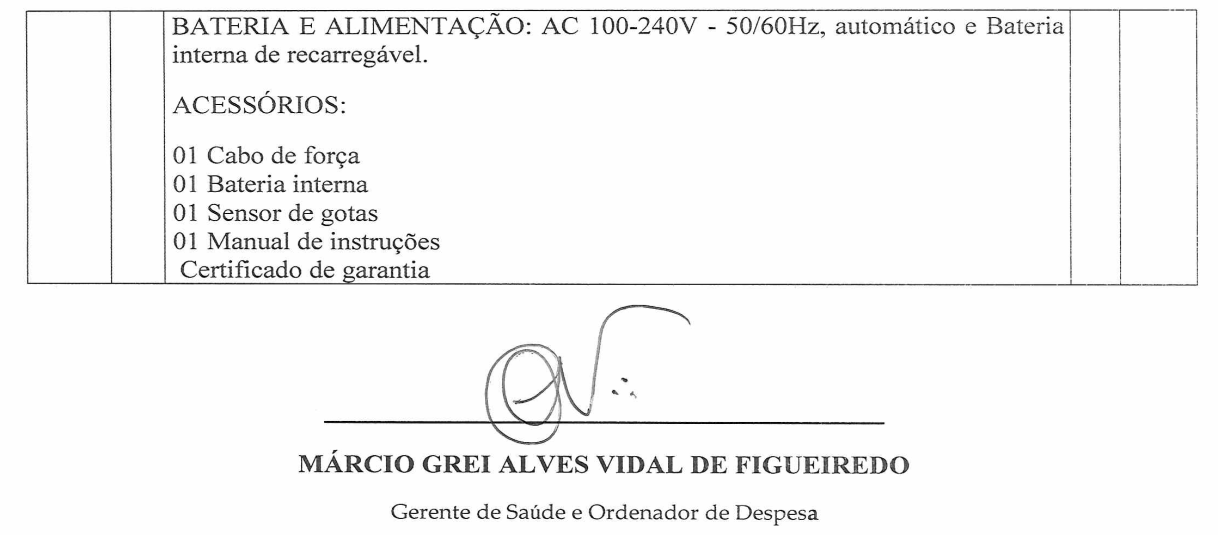 BATERIA E ALIMENTAÇÃO: AC 100-240V - 50/60Hz, automático e Bateria
interna de recarregável.
ACESSÓRIOS:
01 Cabo de força
01 Bateria interna
01 Sensor de gotas
01 Manual de instruções
Certificado de garantia
MÁRCIO GREI ALVES VIDAL DE FIGUEIREDO
Gerente de Saúde e Ordenador de Despesa